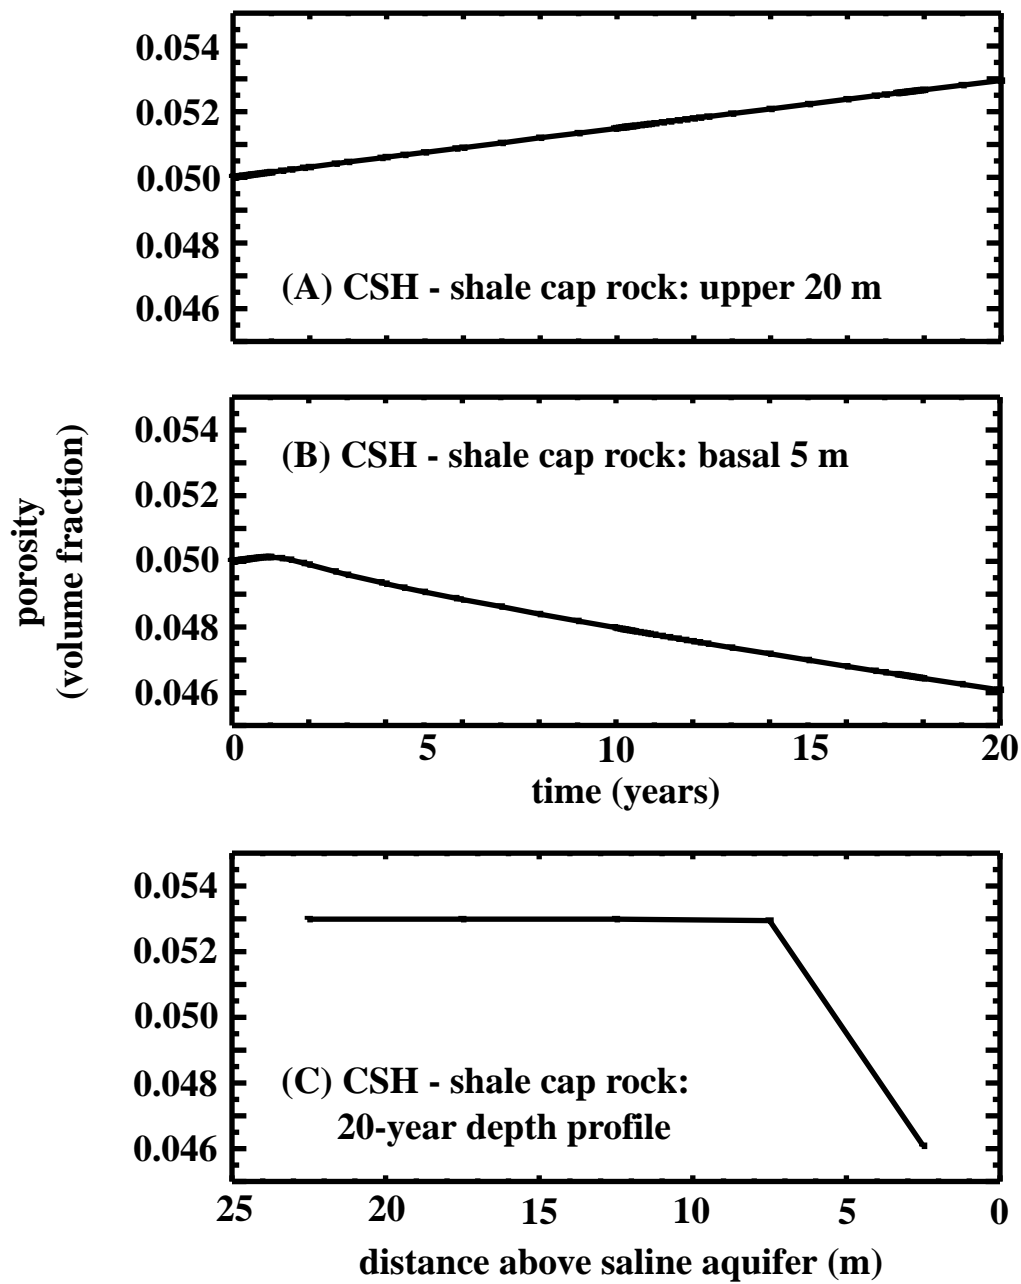 0.054
0.052
0.050
0.048
0.046
(A) CSH - shale cap rock: upper 20 m
porosity
(volume fraction)
0.054
0.052
0.050
0.048
0.046
(B) CSH - shale cap rock: basal 5 m
0 5 10 15 20
time (years)
0.054
0.052
0.050
0.048
0.046
(C) CSH - shale cap rock:
20-year depth profile
25 20 15 10 5 0
distance above saline aquifer (m)